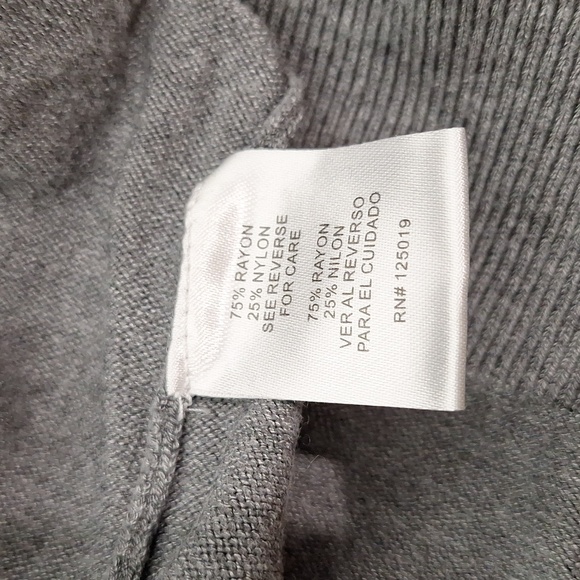 75% RAYON
25% NYLON
SEE REVERSE
FOR CARE
75% RAYON
25% NILON
VER AL REVERSO
PARA EL CUIDADO
RN# 125019